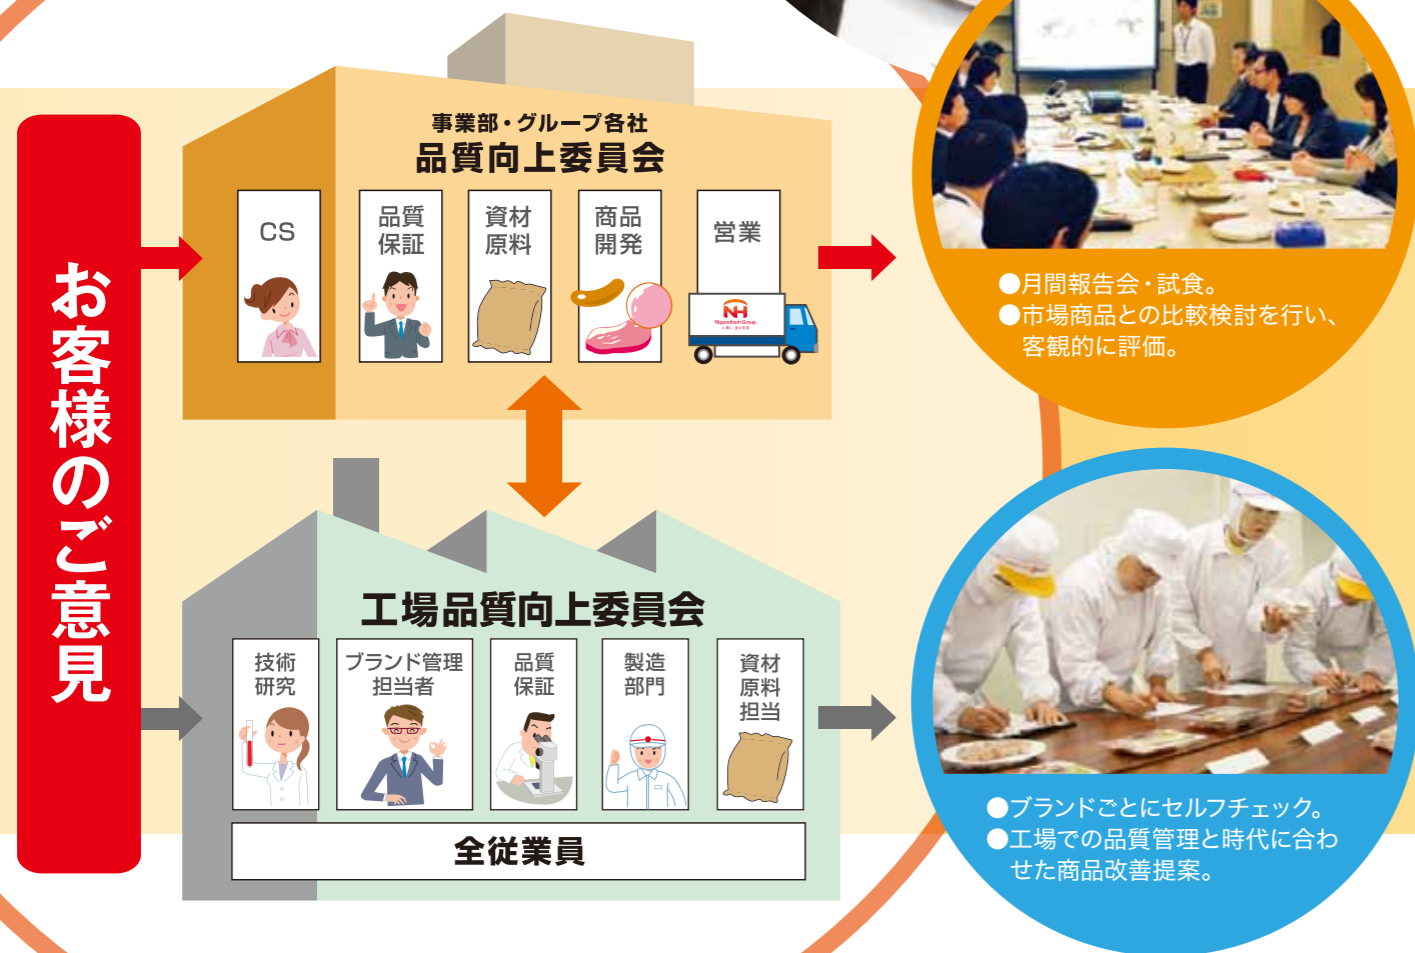 お客様のご意見
事業部・グループ各社
品質向上委員会
CS
品質
保証
資材
原料
商品
開発
営業
NH
Nipponham Group
●月間報告会・試食。
●市場商品との比較検討を行い、
客観的に評価。
工場品質向上委員会
技術
研究
ブランド管理
担当者
品質
保証
製造
部門
資材
原料
担当
全従業員
●ブランドごとにセルフチェック。
●工場での品質管理と時代に合わ
せた商品改善提案。